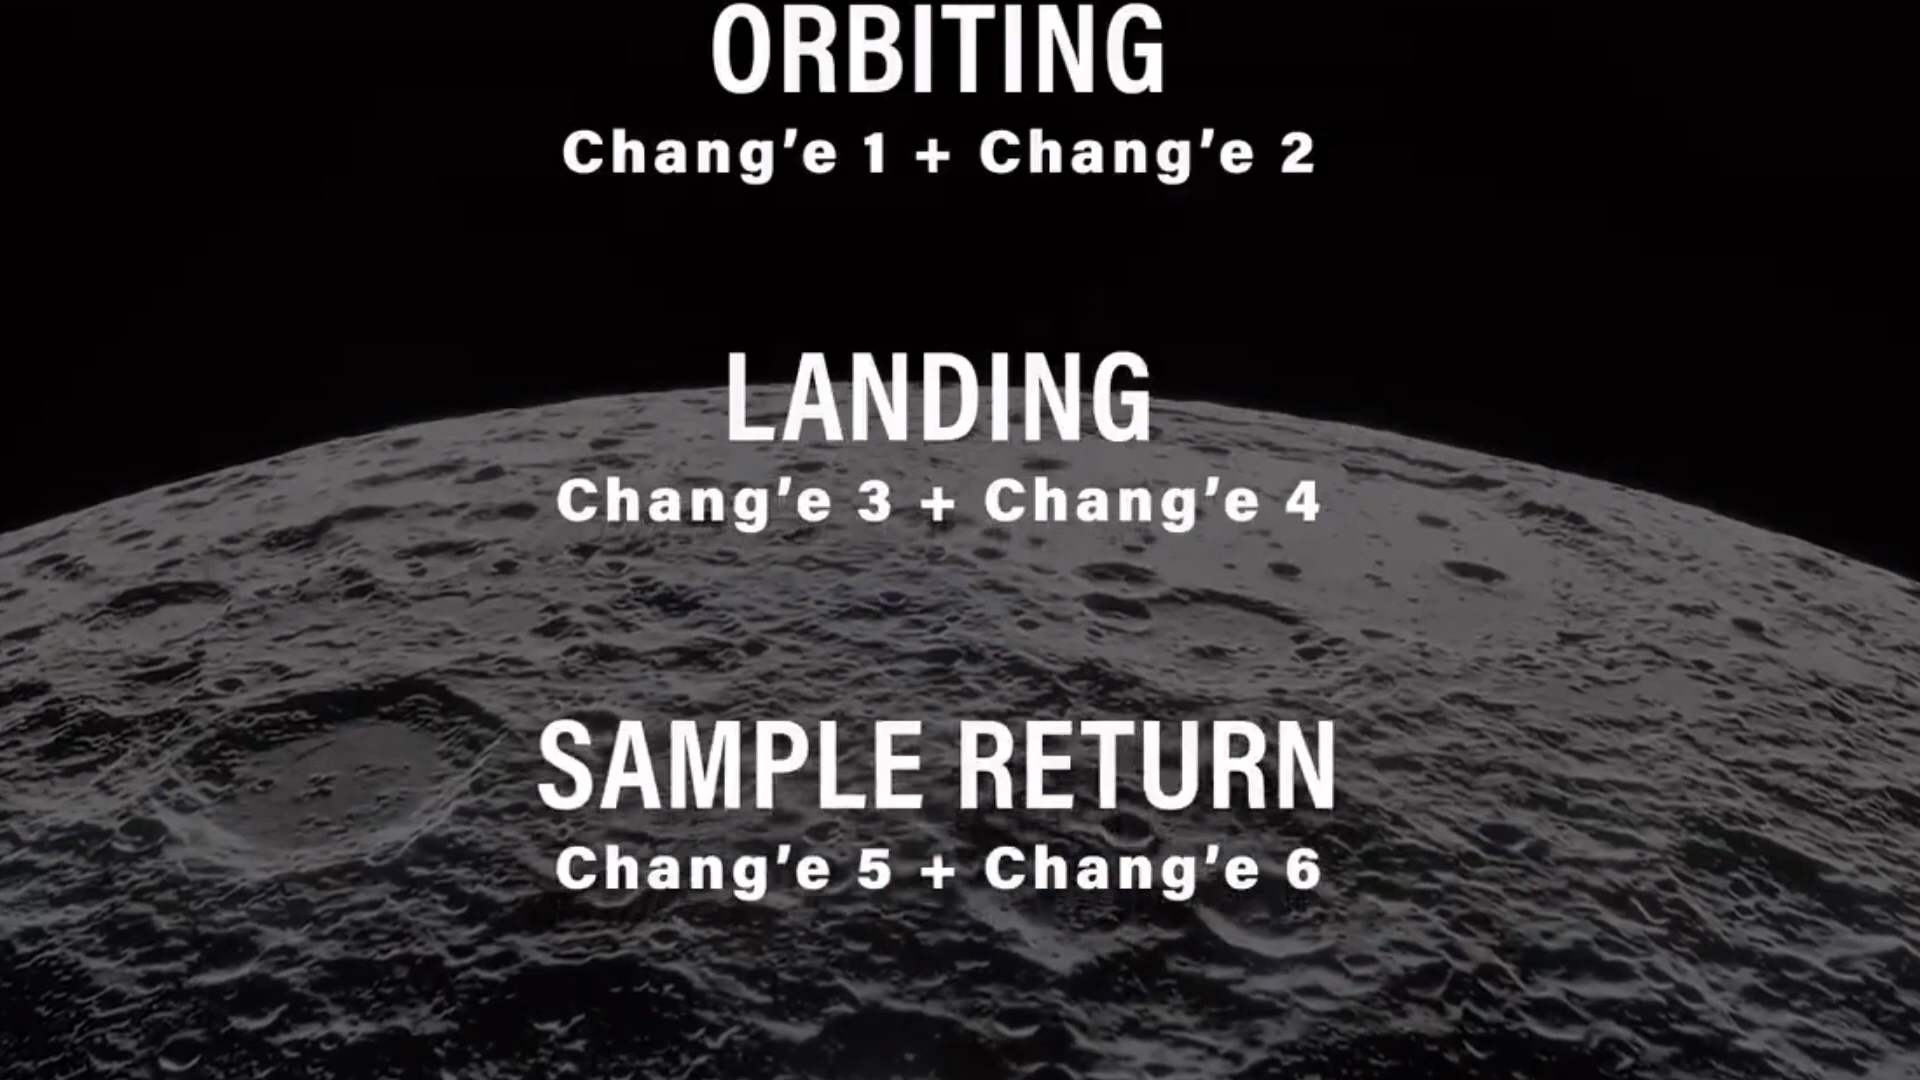 ORBITING
Chang’e 1 + Chang’e 2
LANDING
Chang’e 3 + Chang’e 4
SAMPLE RETURN
Chang’e 5 + Chang’e 6